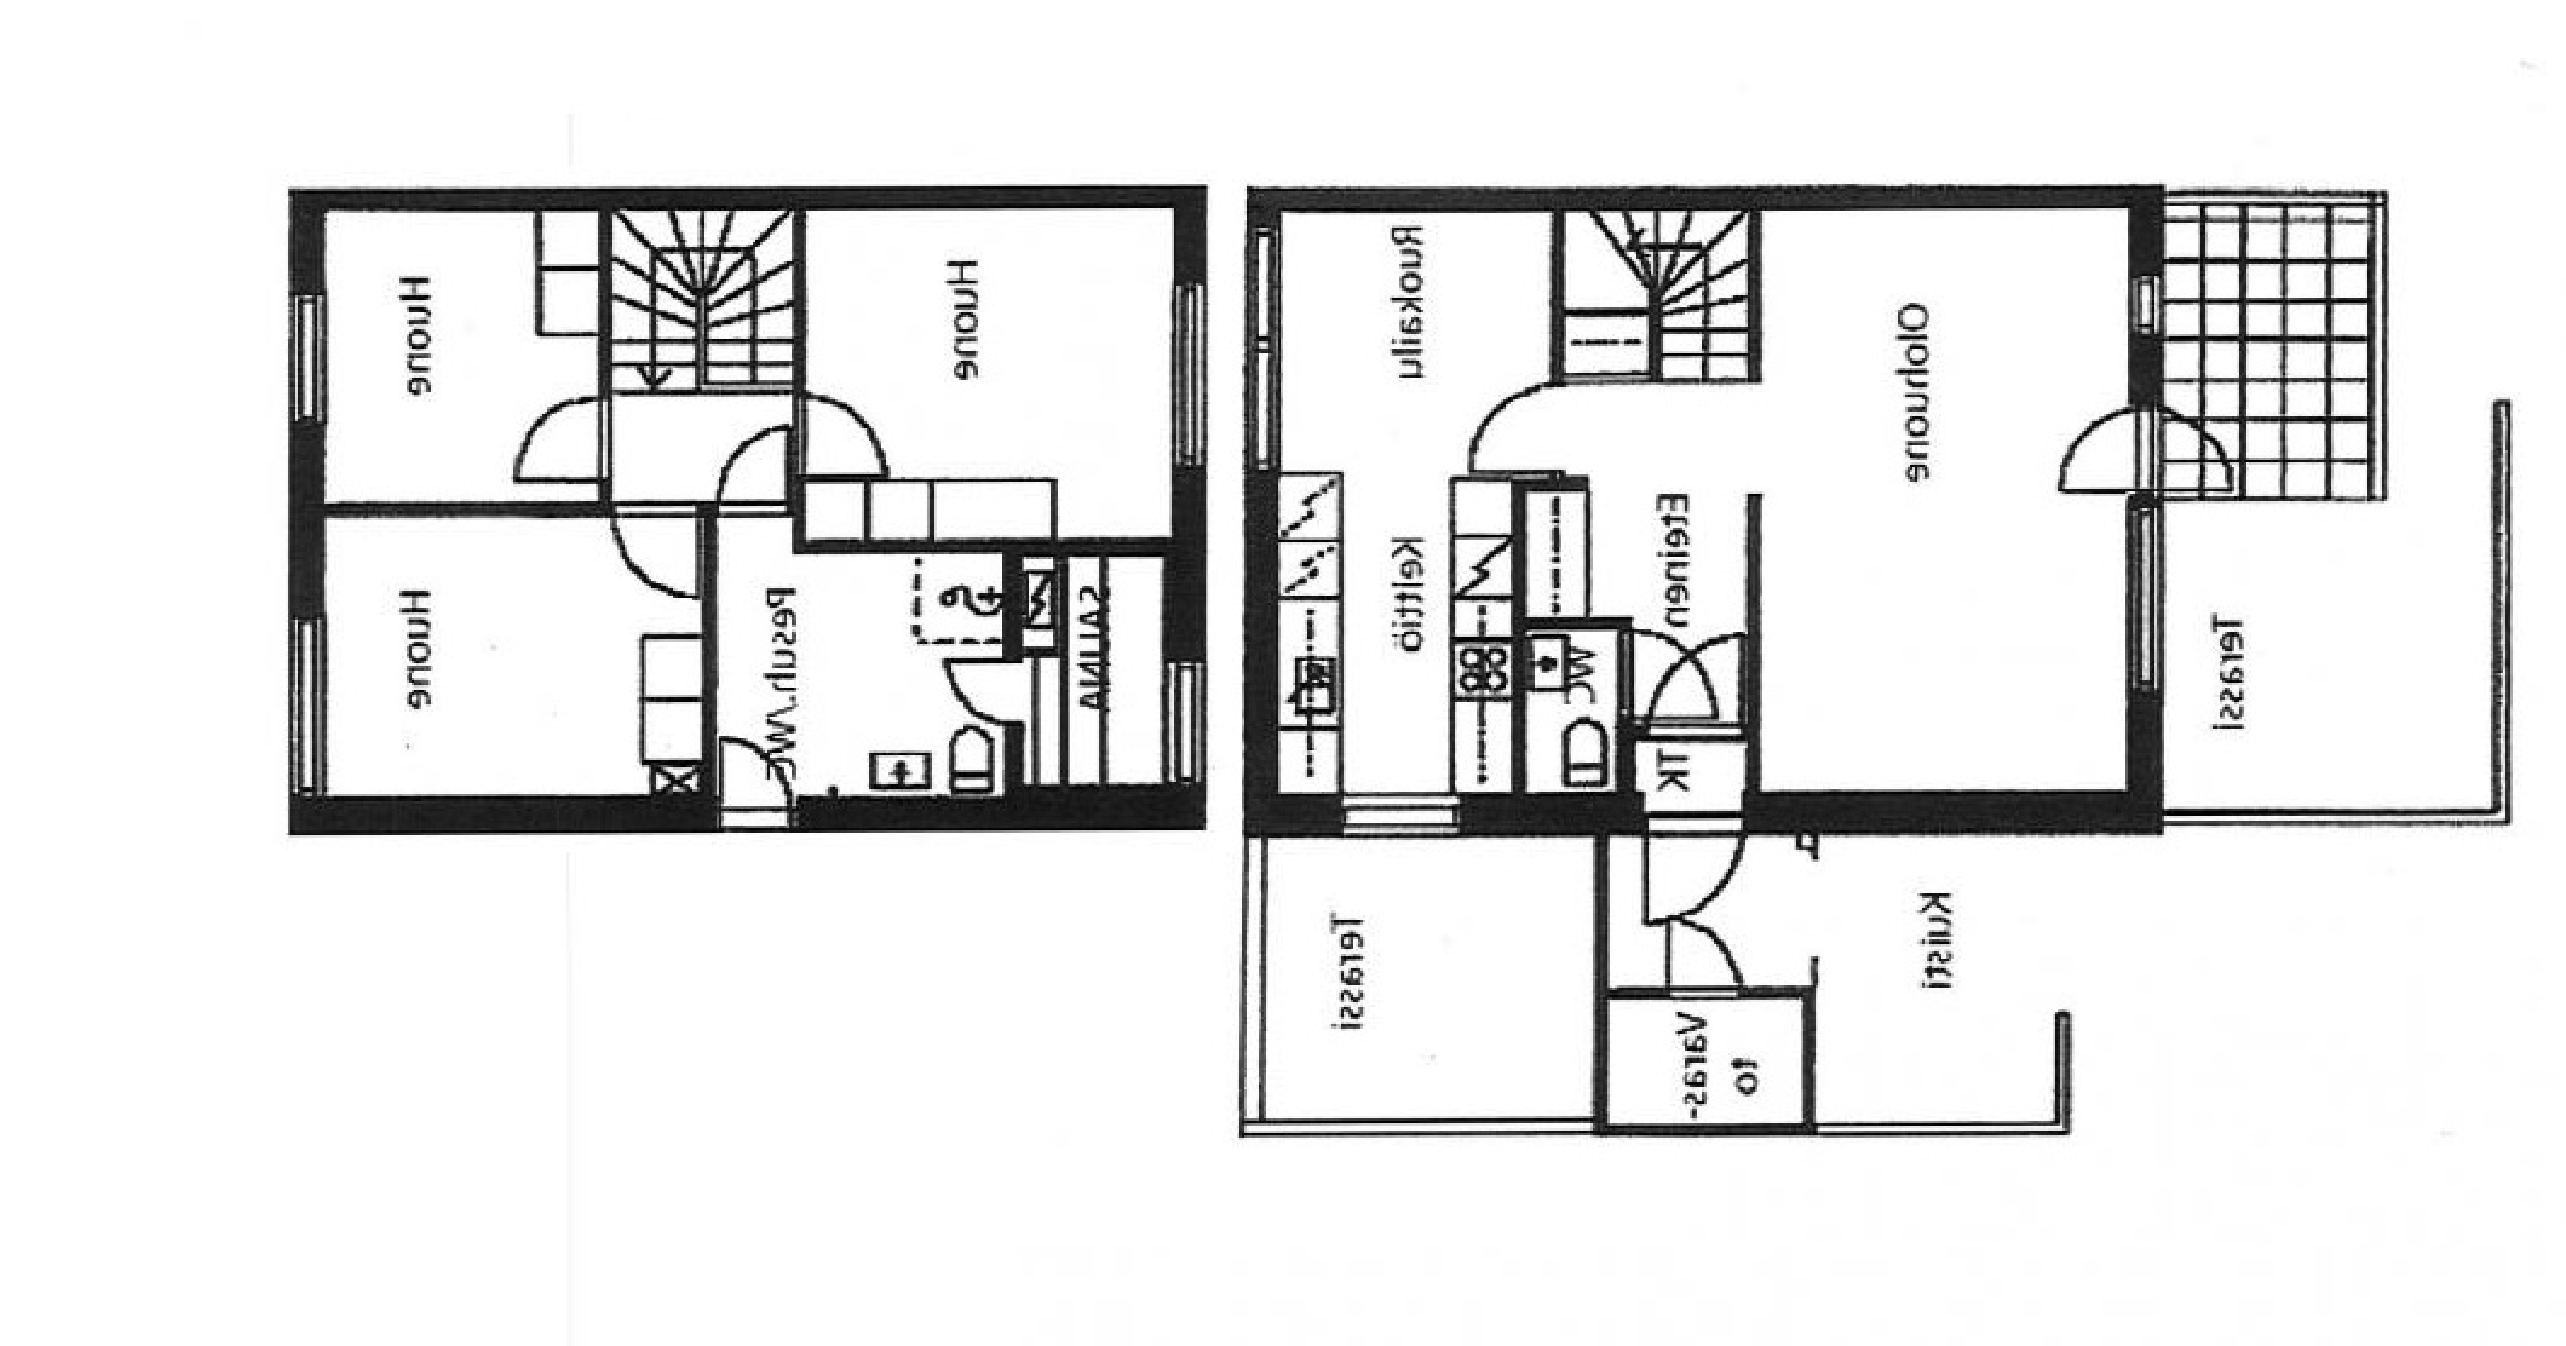 Huone
Huone
Huone
Pesuh./WC
SAUNA
Ruokailu
Keittiö
Eteinen
WC
TK
Olohuone
Terassi
Terassi
Varas-
to
Kuisti